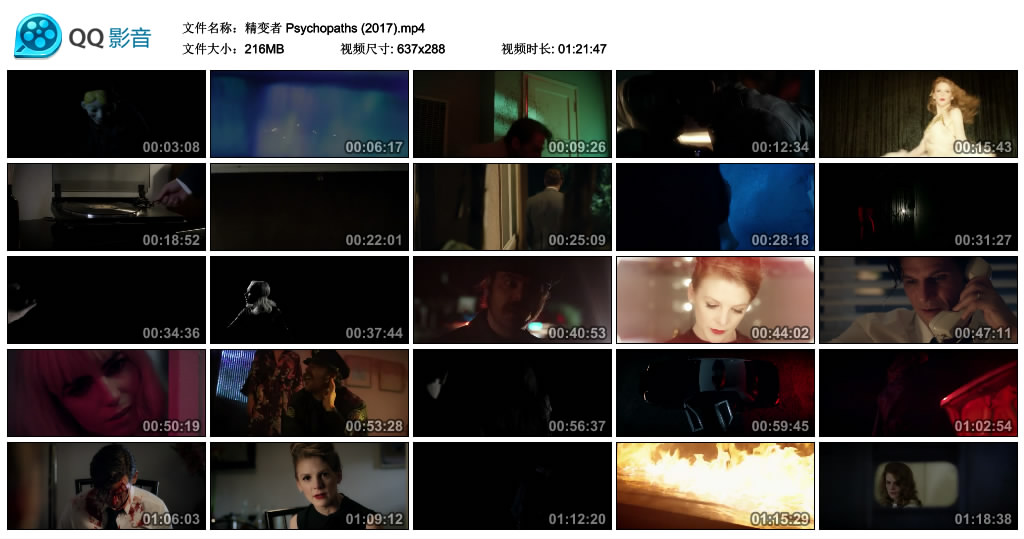 QQ 影音
文件名称: 精变者 Psychopaths (2017).mp4
文件大小: 216MB 视频尺寸: 637x288 视频时长: 01:21:47
00:03:08 00:06:17 00:09:26 00:12:34 00:15:43
00:18:52 00:22:01 00:25:09 00:28:18 00:31:27
00:34:36 00:37:44 00:40:53 00:44:02 00:47:11
00:50:19 00:53:28 00:56:37 00:59:45 01:02:54
01:06:03 01:09:12 01:12:20 01:15:29 01:18:38